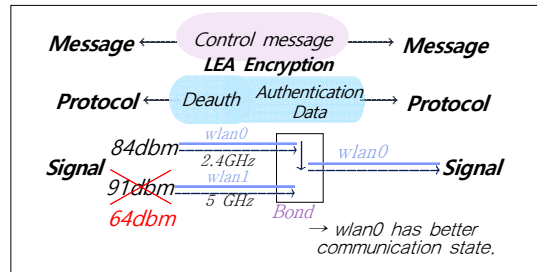 Message Control message Message
LEA Encryption
Protocol Deauth Authentication Data Protocol
84dbm wlan0 2.4GHz wlan0
Signal Signal
91dbm wlan1 5 GHz
64dbm Bond
→ wlan0 has better
communication state.